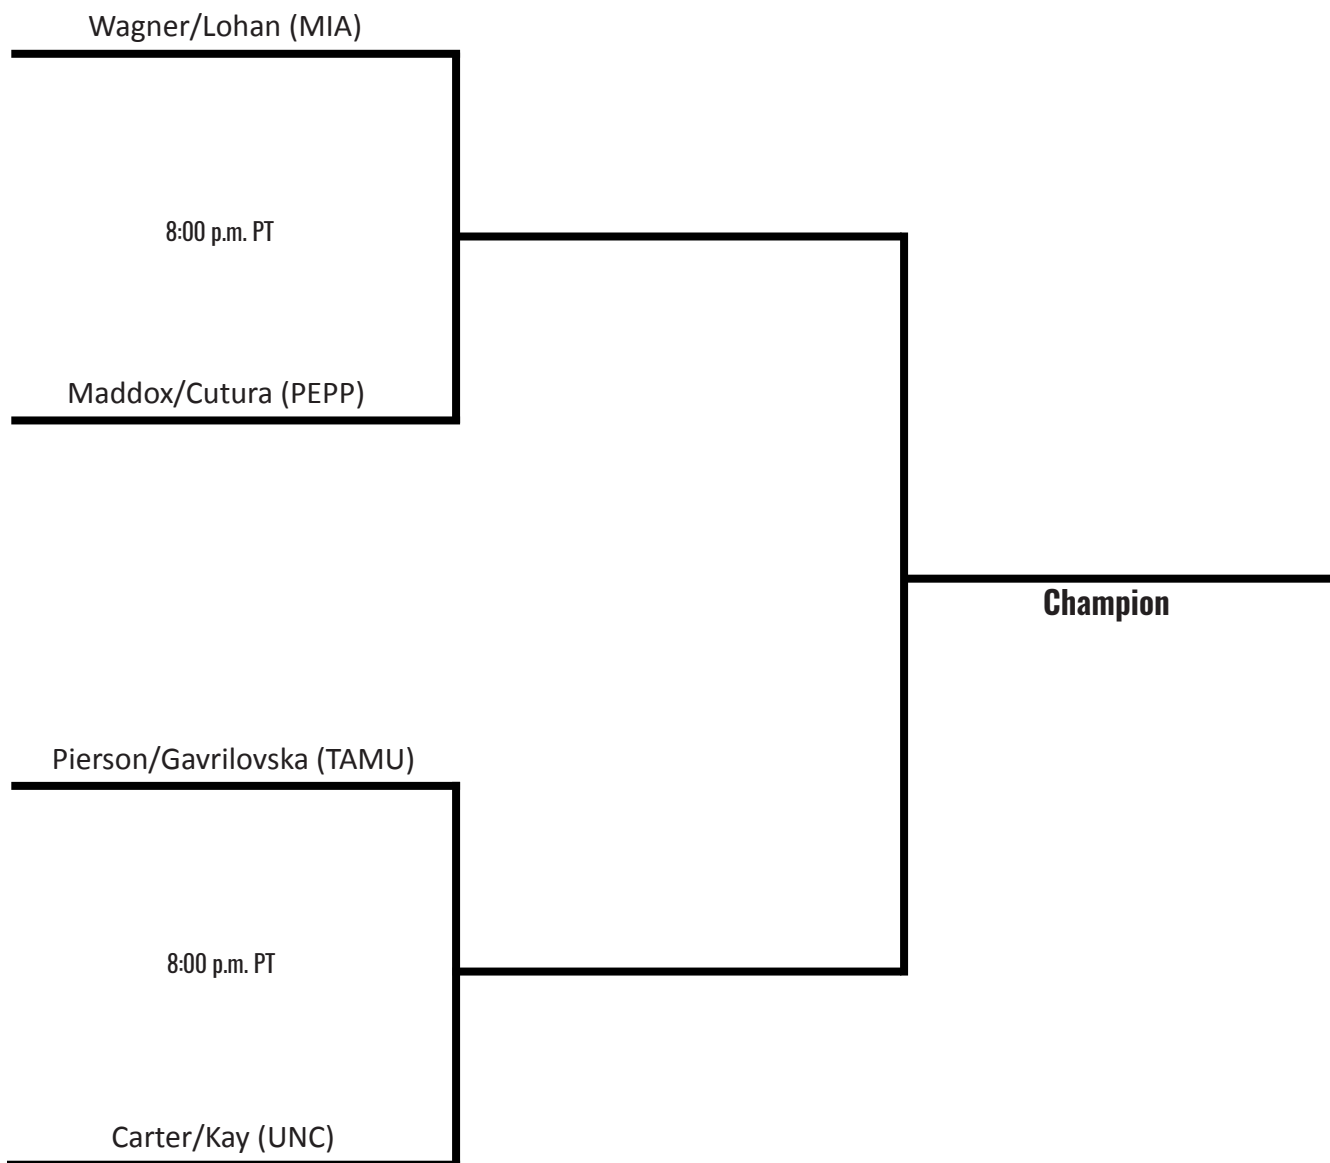 Wagner/Lohan (MIA)
8:00 p.m. PT
Maddox/Cutura (PEPP)
Champion
Pierson/Gavrilovska (TAMU)
8:00 p.m. PT
Carter/Kay (UNC)